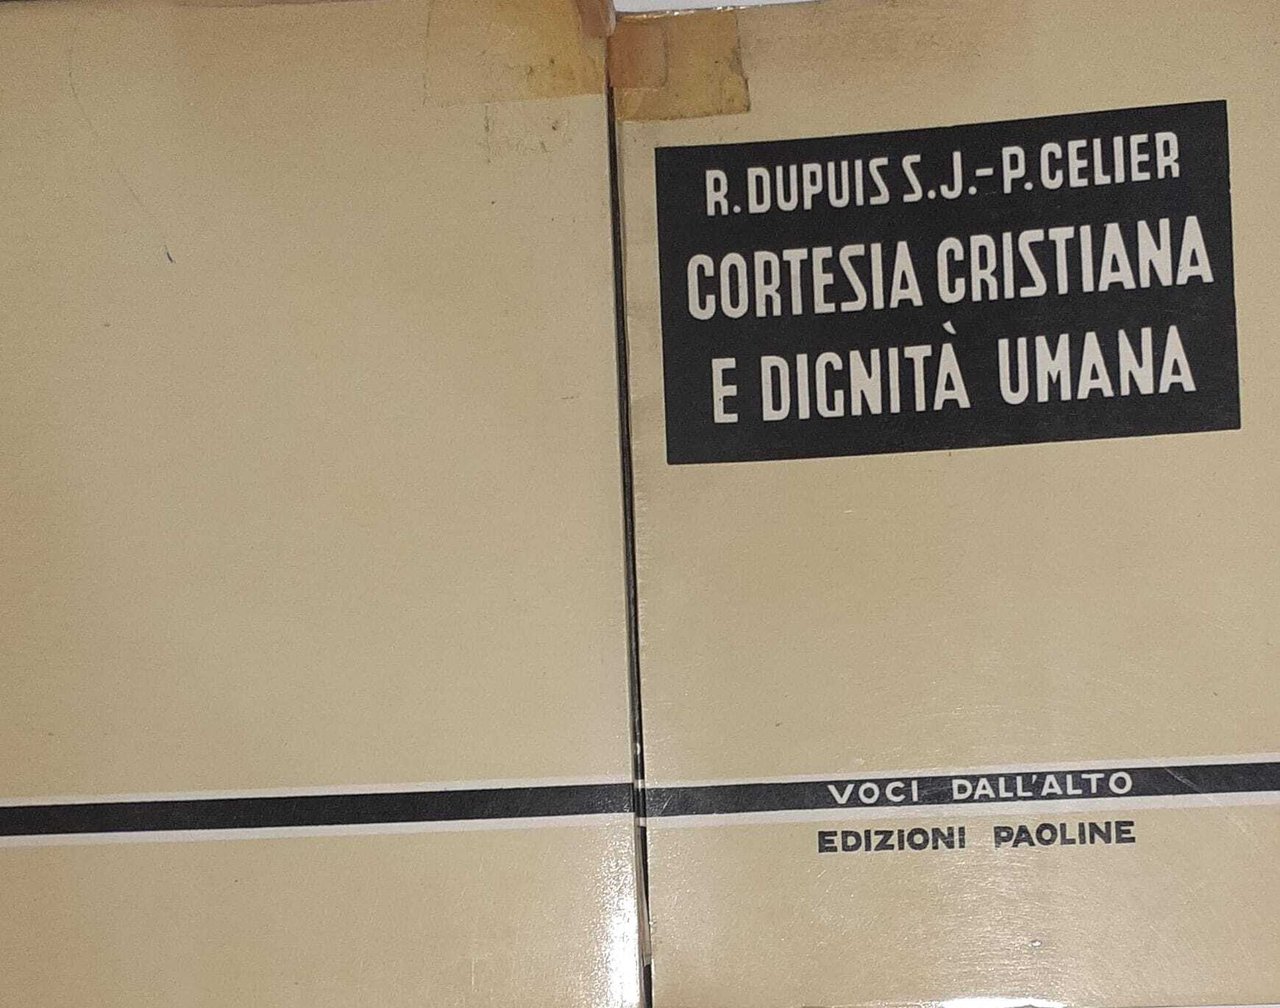 R. DUPUIS S.J.-P. CELIER
CORTESIA CRISTIANA
E DIGNITÀ UMANA
VOCI DALL'ALTO
EDIZIONI PAOLINE